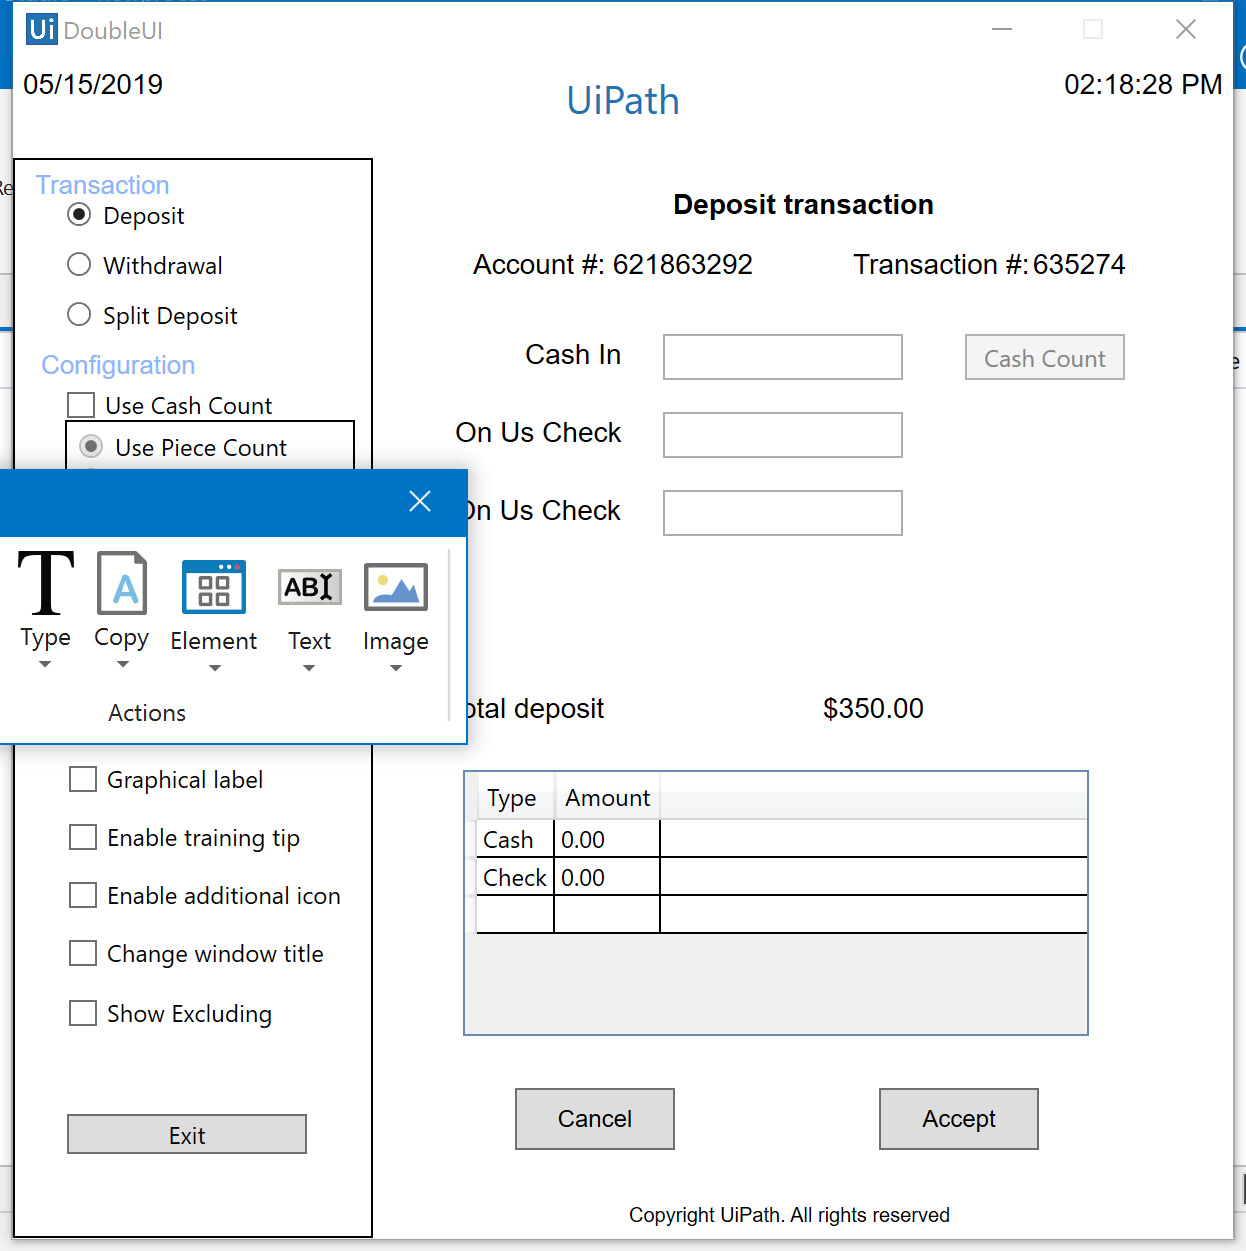 Ui DoubleUI
05/15/2019
02:18:28 PM
UiPath
Transaction
Deposit
Withdrawal
Split Deposit
Configuration
Use Cash Count
Use Piece Count
Type
Copy
Element
ABI
Text
Image
Actions
Graphical label
Enable training tip
Enable additional icon
Change window title
Show Excluding
Exit
Deposit transaction
Account #: 621863292
Transaction #: 635274
Cash In
Cash Count
On Us Check
On Us Check
Total deposit
$350.00
Type Amount
Cash 0.00
Check 0.00
Cancel
Accept
Copyright UiPath. All rights reserved